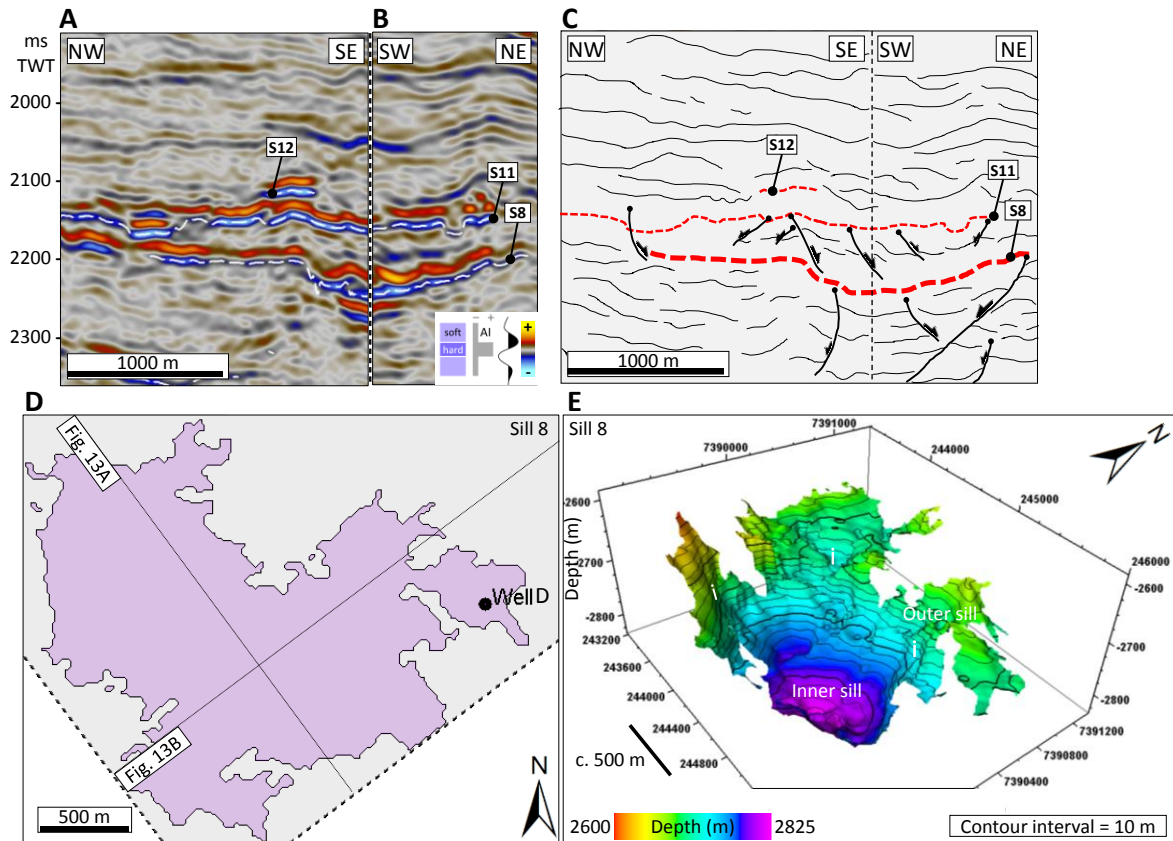 A
B
C
ms
TWT
NW
SE
SW
NE
NW
SE
SW
NE
2000
2100
2200
2300
S12
S11
S8
S12
S11
S8
1000 m
soft
hard
- +
AI
+
-
1000 m
D
Sill 8
Fig. 13A
Fig. 13B
Well D
500 m
N
E
Sill 8
N
7391000
7390000
244000
245000
246000
-2600
-2700
-2800
Depth (m)
243200
243600
244000
244400
244800
-2600
-2700
-2800
7391200
7390800
7390400
i
i
i
Outer sill
Inner sill
c. 500 m
2600 Depth (m) 2825
Contour interval = 10 m